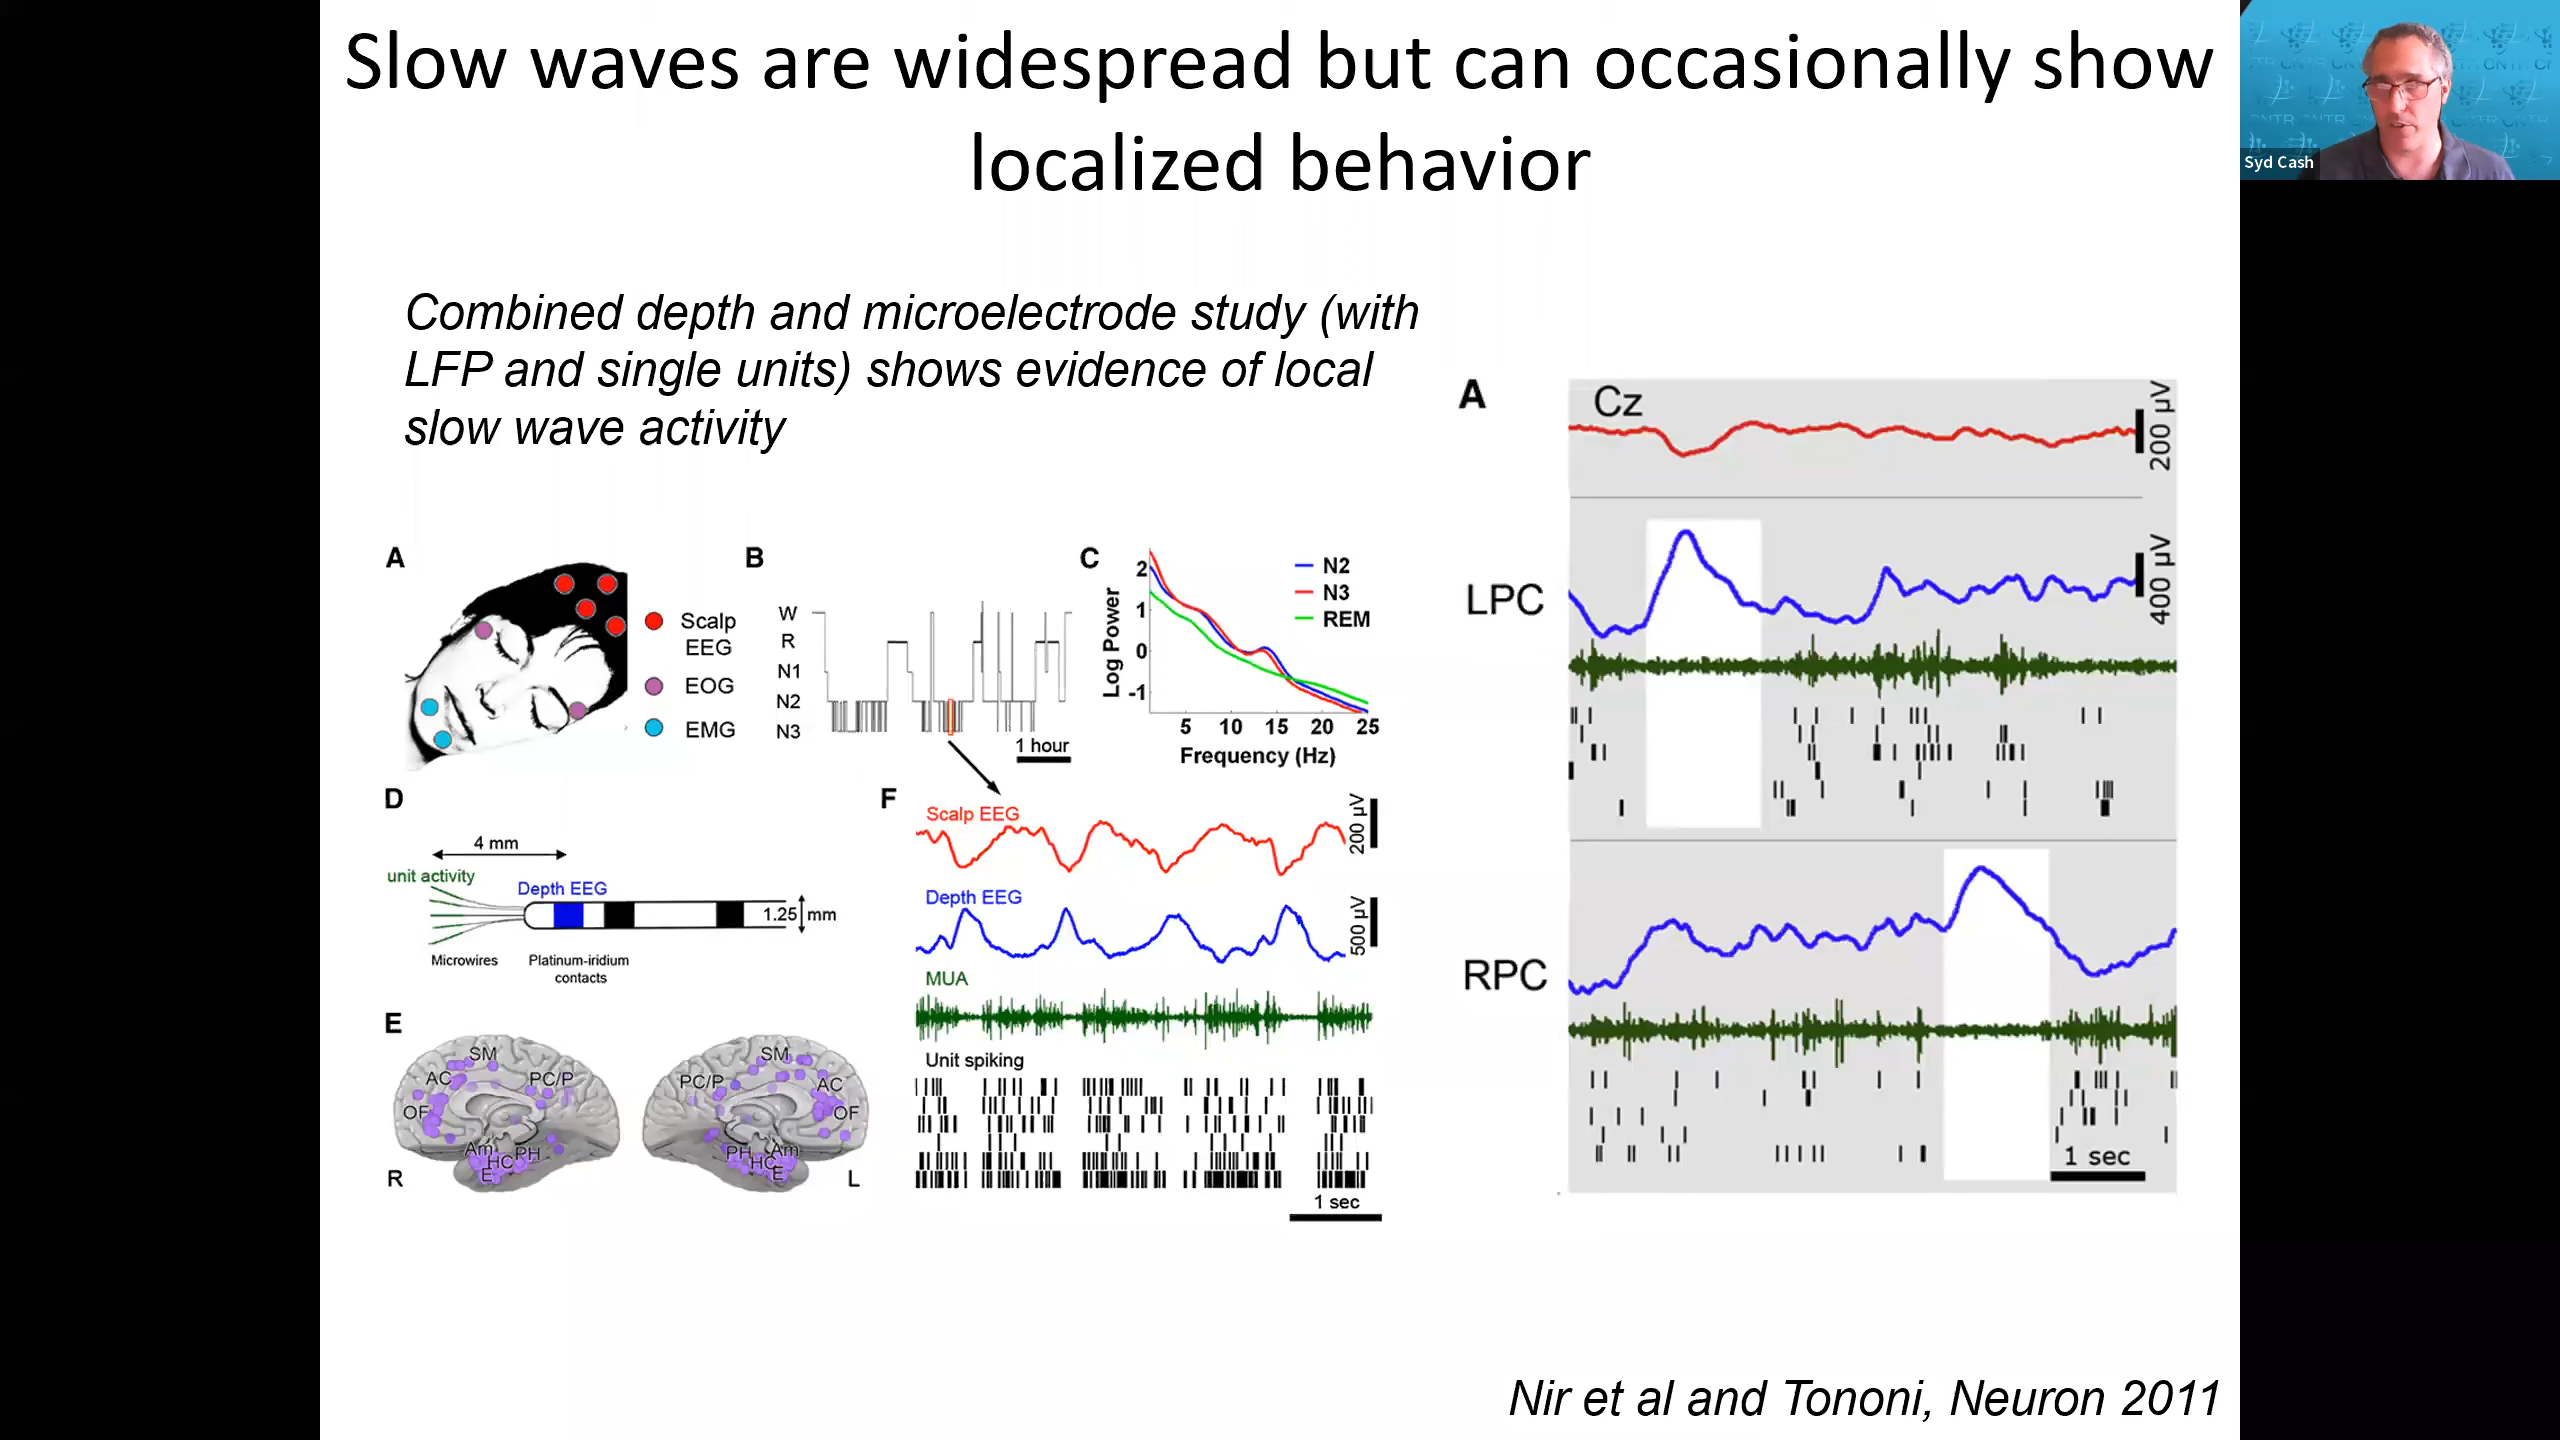 Slow waves are widespread but can occasionally show
localized behavior
Syd Cash
Combined depth and microelectrode study (with
LFP and single units) shows evidence of local
slow wave activity
A
Scalp
EEG
EOG
EMG
B
W
R
N1
N2
N3
1 hour
C
2
1
0
-1
Log Power
5 10 15 20 25
Frequency (Hz)
N2
N3
REM
D
4 mm
unit activity
Depth EEG
1.25 mm
Microwires
Platinum-iridium
contacts
E
SM
AC
PC/P
OF
Am
HC
PH
E
R
SM
PC/P
AC
OF
PH
HC
Am
E
L
F
Scalp EEG
200 µV
Depth EEG
500 µV
MUA
Unit spiking
1 sec
A
Cz
200 µV
LPC
400 µV
RPC
1 sec
Nir et al and Tononi, Neuron 2011